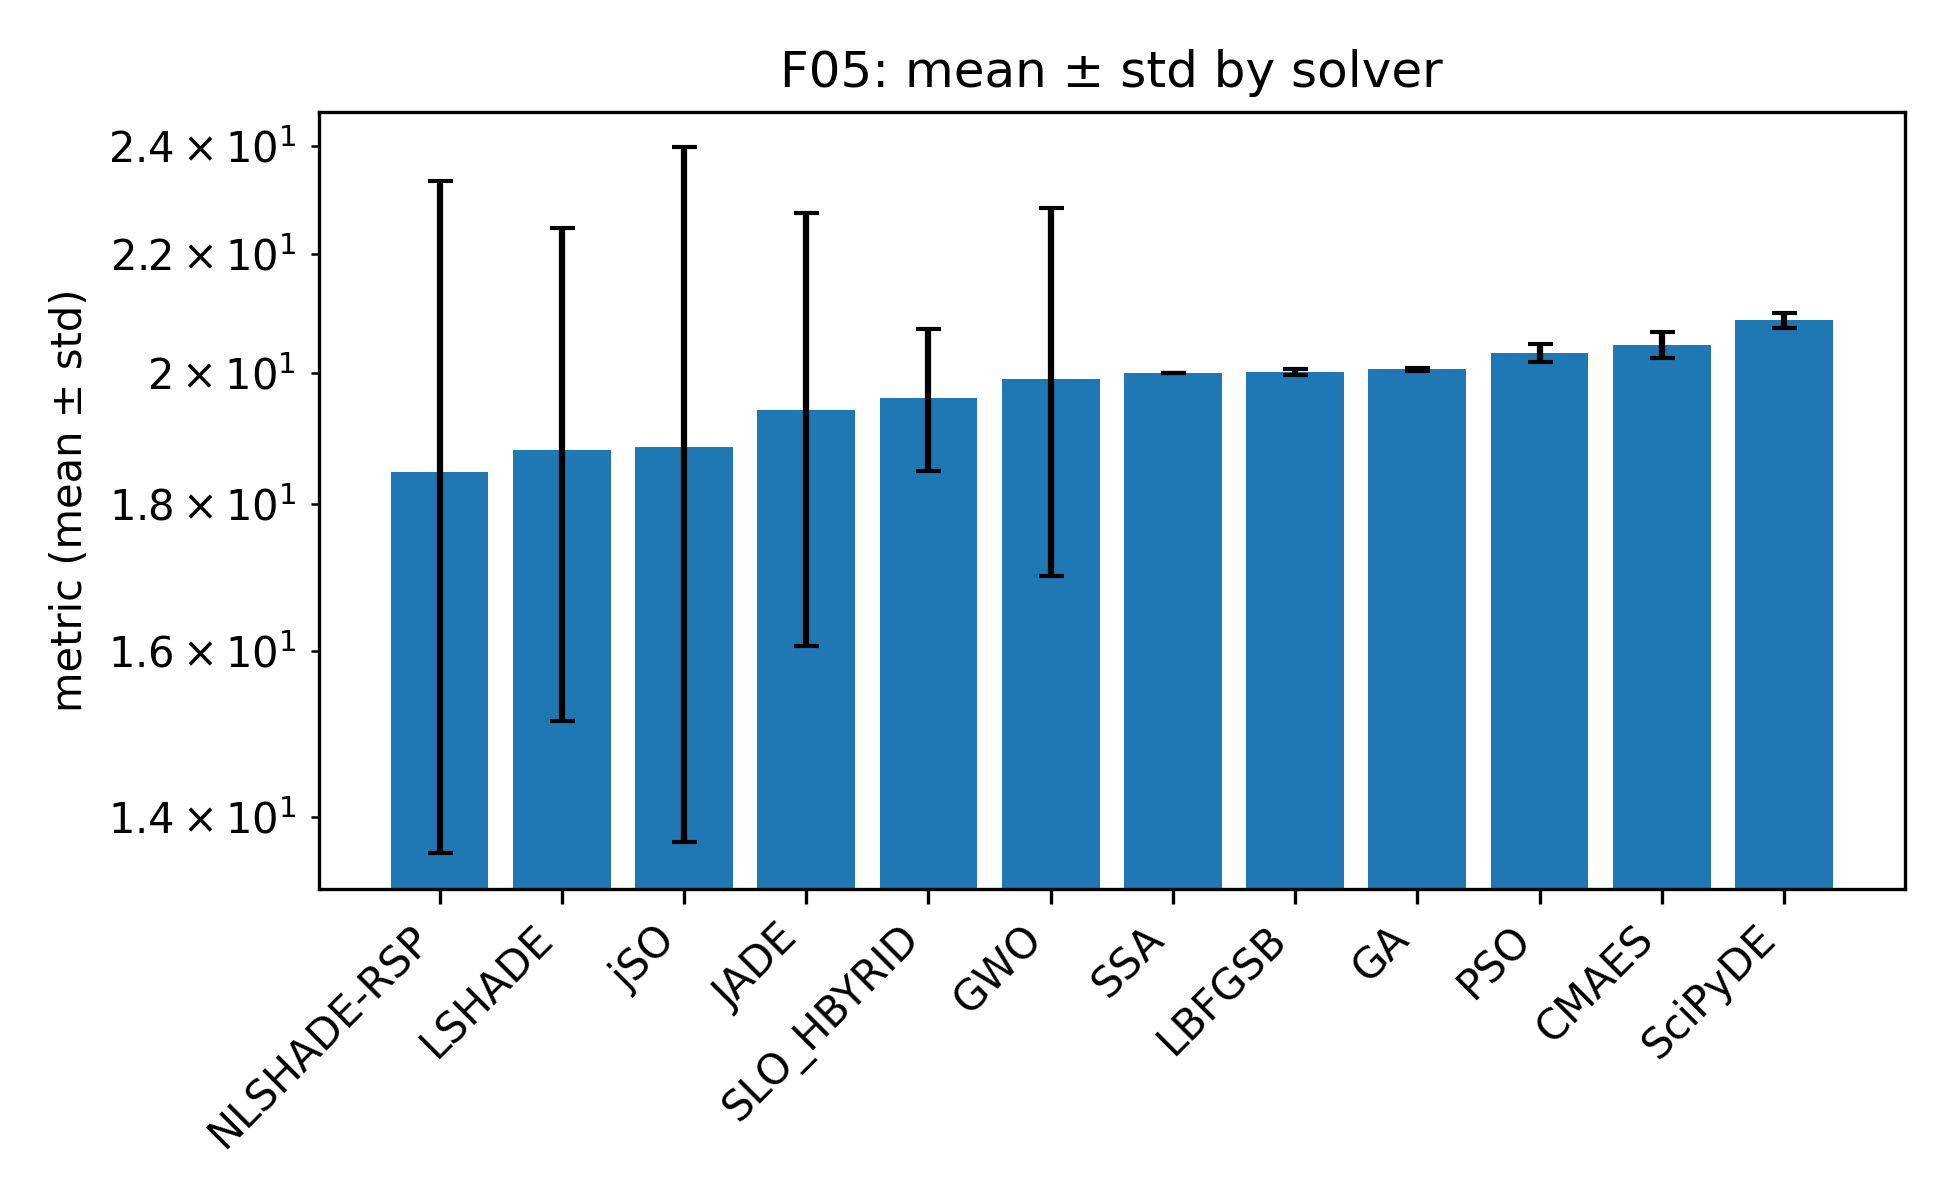 F05: mean ± std by solver
metric (mean ± std)
2.4 × 10¹
2.2 × 10¹
2 × 10¹
1.8 × 10¹
1.6 × 10¹
1.4 × 10¹
NLSHADE-RSP
LSHADE
jSO
JADE
SLO_HBYRID
GWO
SSA
LBFGSB
GA
PSO
CMAES
SciPyDE